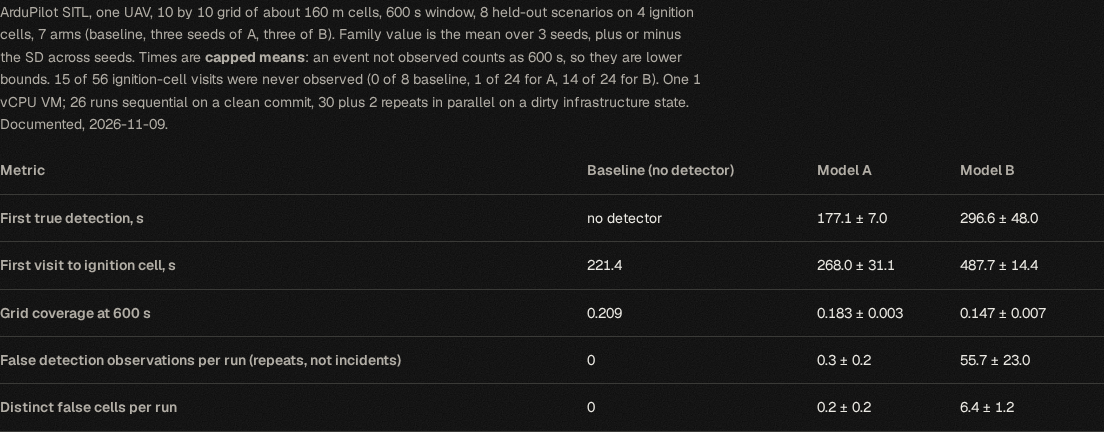 ArduPilot SITL, one UAV, 10 by 10 grid of about 160 m cells, 600 s window, 8 held-out scenarios on 4 ignition
cells, 7 arms (baseline, three seeds of A, three of B). Family value is the mean over 3 seeds, plus or minus
the SD across seeds. Times are capped means: an event not observed counts as 600 s, so they are lower
bounds. 15 of 56 ignition-cell visits were never observed (0 of 8 baseline, 1 of 24 for A, 14 of 24 for B). One 1
vCPU VM; 26 runs sequential on a clean commit, 30 plus 2 repeats in parallel on a dirty infrastructure state.
Documented, 2026-11-09.
Metric Baseline (no detector) Model A Model B
First true detection, s no detector 177.1 ± 7.0 296.6 ± 48.0
First visit to ignition cell, s 221.4 268.0 ± 31.1 487.7 ± 14.4
Grid coverage at 600 s 0.209 0.183 ± 0.003 0.147 ± 0.007
False detection observations per run (repeats, not incidents) 0 0.3 ± 0.2 55.7 ± 23.0
Distinct false cells per run 0 0.2 ± 0.2 6.4 ± 1.2